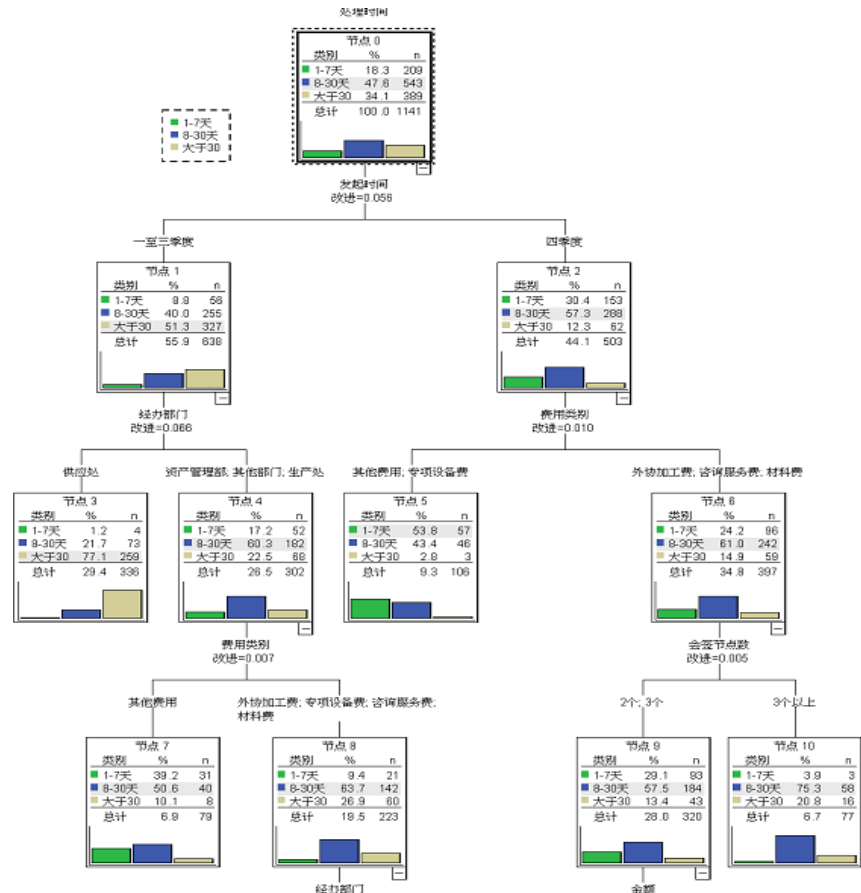 处理时间
节点 0
类别 % n
1-7天 18.3 209
8-30天 47.6 543
大于30 34.1 389
总计 100.0 1141
1-7天
8-30天
大于30
发起时间
改进=0.056
一至三季度
四季度
节点 1
类别 % n
1-7天 8.8 56
8-30天 40.0 255
大于30 51.3 327
总计 55.9 638
节点 2
类别 % n
1-7天 30.4 153
8-30天 57.3 288
大于30 12.3 62
总计 44.1 503
经办部门
改进=0.066
费用类别
改进=0.010
供应处
资产管理部; 其他部门; 生产处
其他费用; 专项设备费
外协加工费; 咨询服务费; 材料费
节点 3
类别 % n
1-7天 1.2 4
8-30天 21.7 73
大于30 77.1 259
总计 29.4 336
节点 4
类别 % n
1-7天 17.2 52
8-30天 60.3 182
大于30 22.5 68
总计 26.5 302
节点 5
类别 % n
1-7天 53.8 57
8-30天 43.4 46
大于30 2.8 3
总计 9.3 106
节点 6
类别 % n
1-7天 24.2 96
8-30天 61.0 242
大于30 14.9 59
总计 34.8 397
费用类别
改进=0.007
会签节点数
改进=0.005
其他费用
外协加工费; 专项设备费; 咨询服务费;
材料费
2个; 3个
3个以上
节点 7
类别 % n
1-7天 39.2 31
8-30天 50.6 40
大于30 10.1 8
总计 6.9 79
节点 8
类别 % n
1-7天 9.4 21
8-30天 63.7 142
大于30 26.9 60
总计 19.5 223
节点 9
类别 % n
1-7天 29.1 93
8-30天 57.5 184
大于30 13.4 43
总计 28.0 320
节点 10
类别 % n
1-7天 3.9 3
8-30天 75.3 58
大于30 20.8 16
总计 6.7 77
经办部门
金额